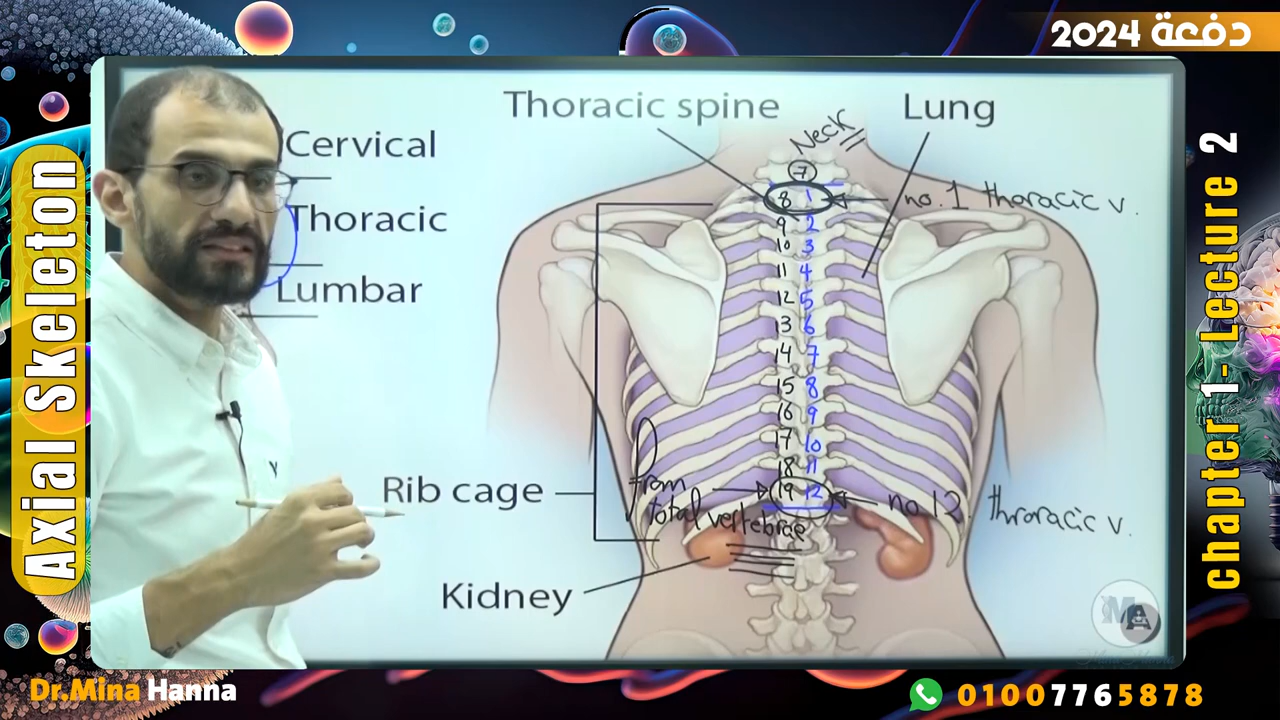 دفعة 2024
Axial Skeleton
chapter 1- Lecture 2
Thoracic spine
Lung
Neck
Cervical
Thoracic
Lumbar
7
8 1
no. 1 thoracic v.
9 2
10 3
11 4
12 5
13 6
14 7
15 8
16 9
17 10
18 11
19 12
from
total vertebrae
no 12 throracic v.
Rib cage
Kidney
MA
Dr.Mina Hanna
01007765878